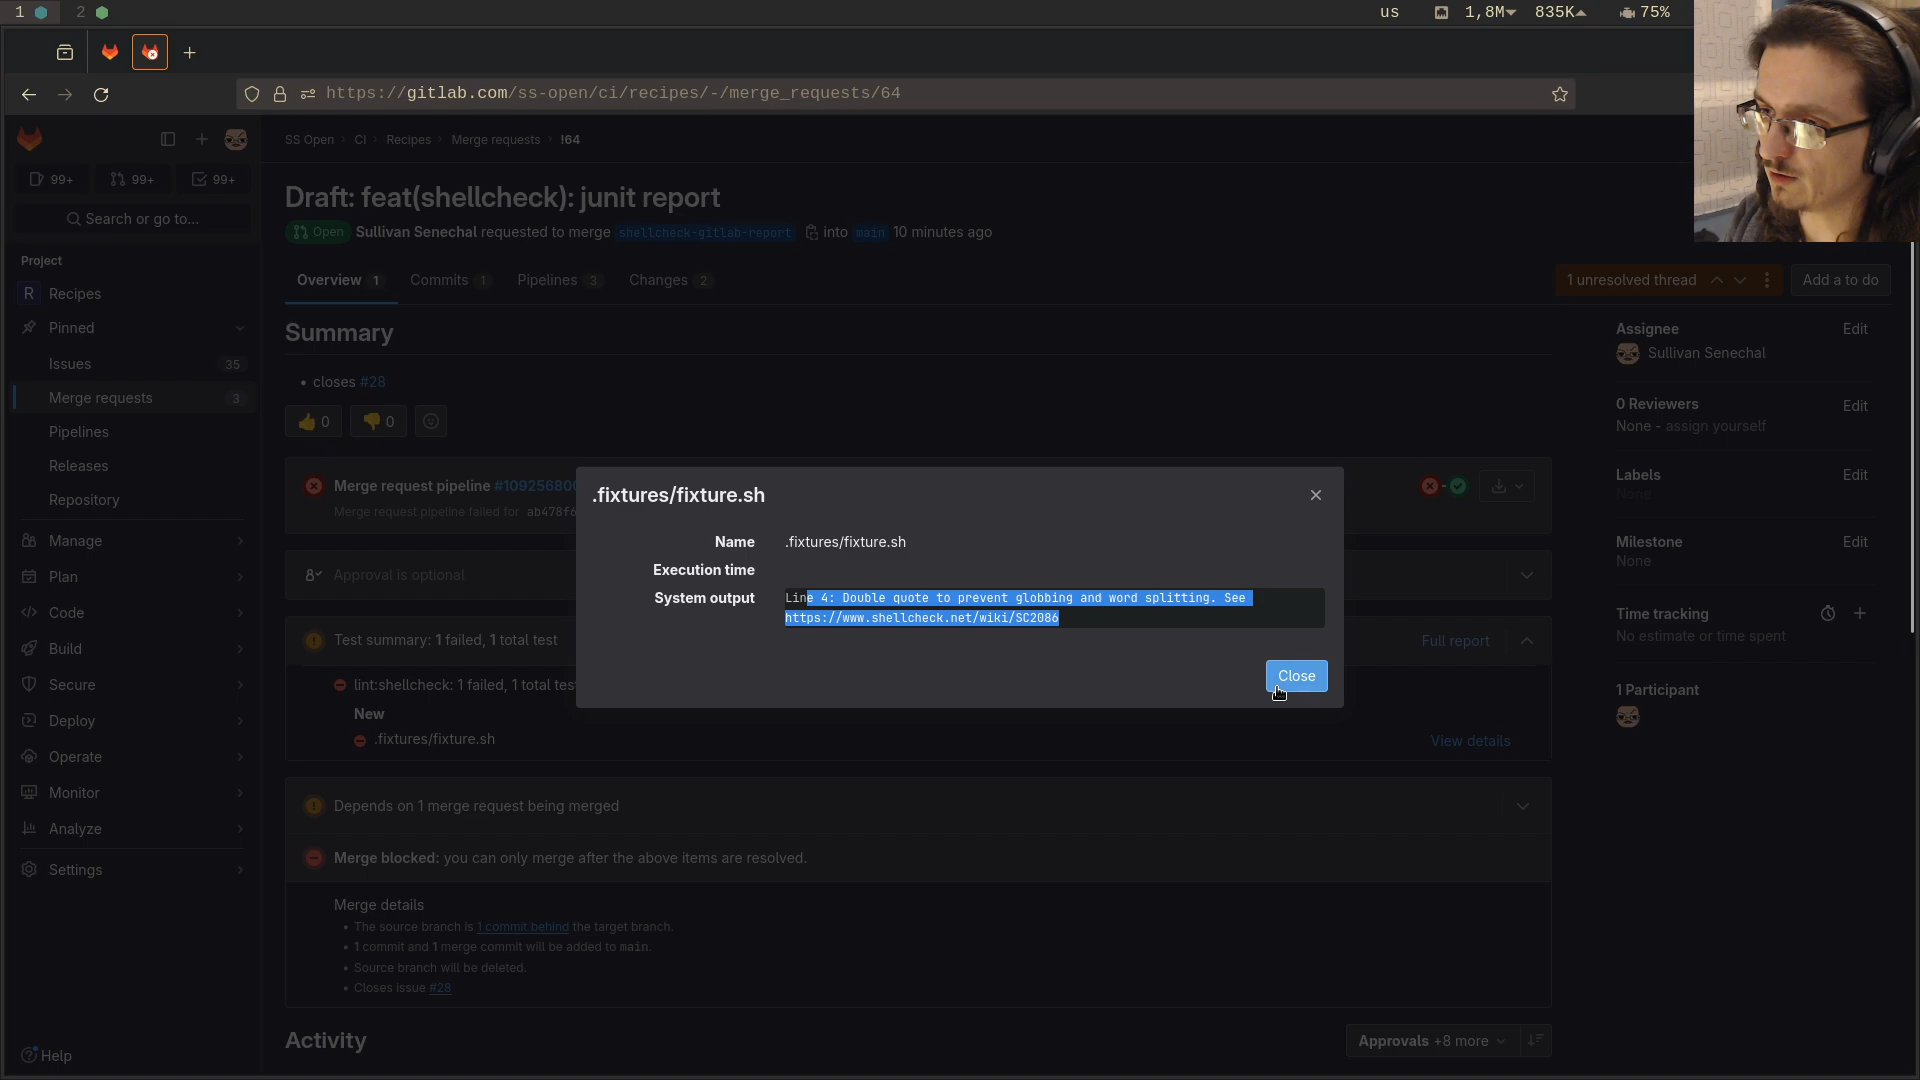 1 2 us 1,8M 835K 75%
https://gitlab.com/ss-open/ci/recipes/-/merge_requests/64
SS Open > CI > Recipes > Merge requests > !64
99+ 99+ 99+
Search or go to...
Draft: feat(shellcheck): junit report
Open Sullivan Senechal requested to merge shellcheck-gitlab-report into main 10 minutes ago
Project
R Recipes
Pinned
Issues 35
Merge requests 3
Pipelines
Releases
Repository
Manage
Plan
Code
Build
Secure
Deploy
Operate
Monitor
Analyze
Settings
Help
Overview 1 Commits 1 Pipelines 3 Changes 2
1 unresolved thread Add a to do
Summary
• closes #28
👍 0 👎 0
Merge request pipeline #10925680
Merge request pipeline failed for ab478f6
Approval is optional
Test summary: 1 failed, 1 total test Full report
lint:shellcheck: 1 failed, 1 total test
New
.fixtures/fixture.sh View details
Depends on 1 merge request being merged
Merge blocked: you can only merge after the above items are resolved.
Merge details
• The source branch is 1 commit behind the target branch.
• 1 commit and 1 merge commit will be added to main.
• Source branch will be deleted.
• Closes issue #28
Activity
Approvals +8 more
.fixtures/fixture.sh
Name .fixtures/fixture.sh
Execution time
System output Line 4: Double quote to prevent globbing and word splitting. See
https://www.shellcheck.net/wiki/SC2086
Close
Assignee Edit
Sullivan Senechal
0 Reviewers Edit
None - assign yourself
Labels Edit
None
Milestone Edit
None
Time tracking
No estimate or time spent
1 Participant